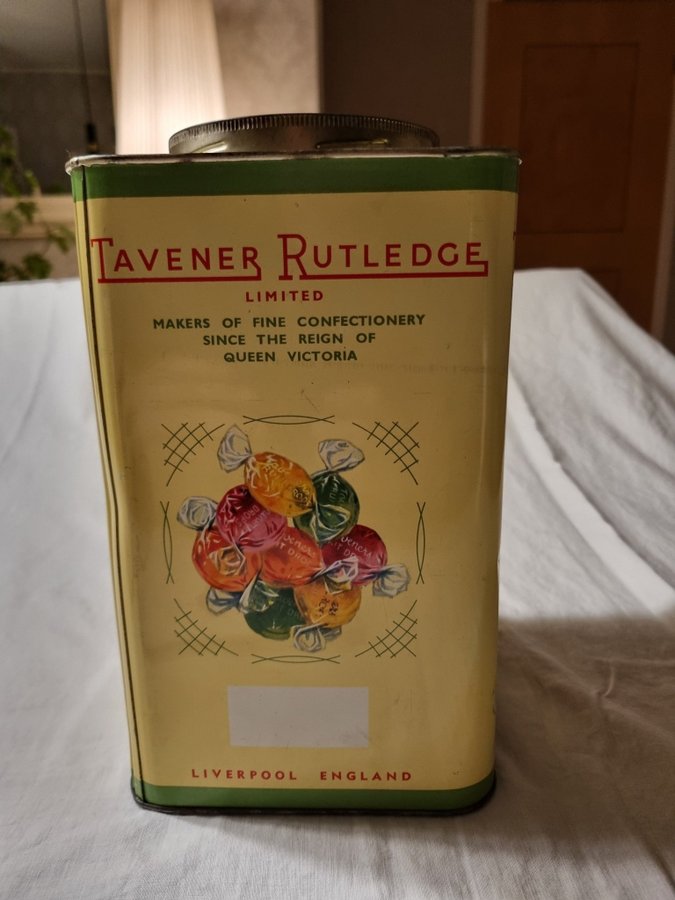 TAVENER RUTLEDGE
LIMITED
MAKERS OF FINE CONFECTIONERY
SINCE THE REIGN OF
QUEEN VICTORIA
LIVERPOOL ENGLAND